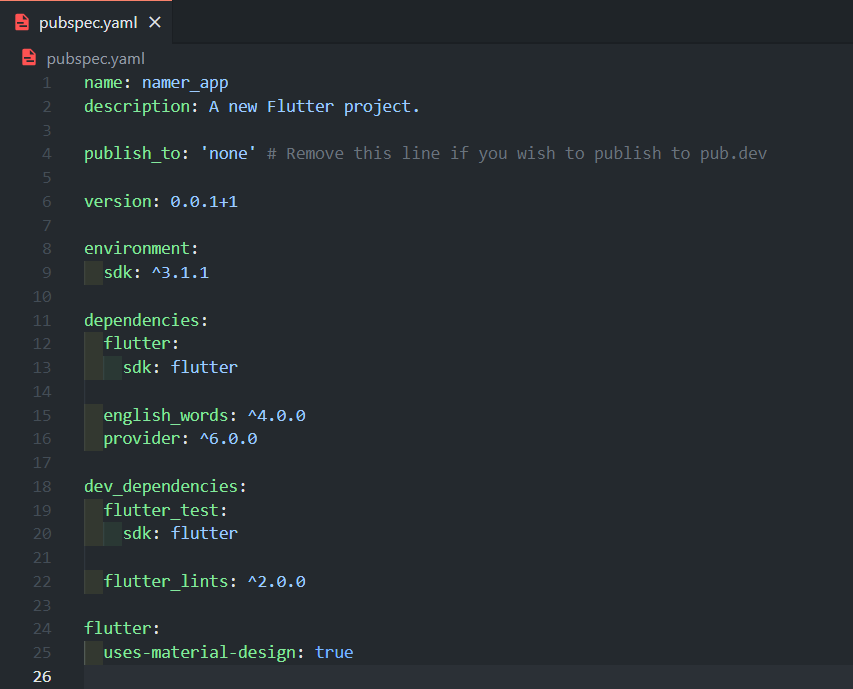 pubspec.yaml ×
pubspec.yaml
1 name: namer_app
2 description: A new Flutter project.
3
4 publish_to: 'none' # Remove this line if you wish to publish to pub.dev
5
6 version: 0.0.1+1
7
8 environment:
9   sdk: ^3.1.1
10
11 dependencies:
12   flutter:
13     sdk: flutter
14
15   english_words: ^4.0.0
16   provider: ^6.0.0
17
18 dev_dependencies:
19   flutter_test:
20     sdk: flutter
21
22   flutter_lints: ^2.0.0
23
24 flutter:
25   uses-material-design: true
26